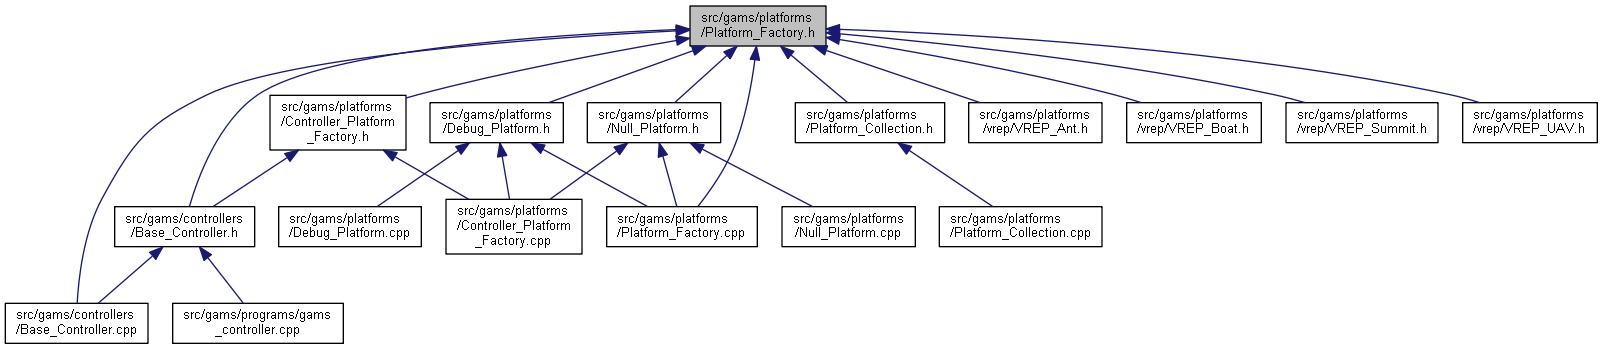 src/gams/platforms
/Platform_Factory.h
src/gams/platforms
/Controller_Platform
_Factory.h
src/gams/platforms
/Debug_Platform.h
src/gams/platforms
/Null_Platform.h
src/gams/platforms
/Platform_Collection.h
src/gams/platforms
/vrep/VREP_Ant.h
src/gams/platforms
/vrep/VREP_Boat.h
src/gams/platforms
/vrep/VREP_Summit.h
src/gams/platforms
/vrep/VREP_UAV.h
src/gams/controllers
/Base_Controller.h
src/gams/platforms
/Debug_Platform.cpp
src/gams/platforms
/Controller_Platform
_Factory.cpp
src/gams/platforms
/Platform_Factory.cpp
src/gams/platforms
/Null_Platform.cpp
src/gams/platforms
/Platform_Collection.cpp
src/gams/controllers
/Base_Controller.cpp
src/gams/programs/gams
_controller.cpp